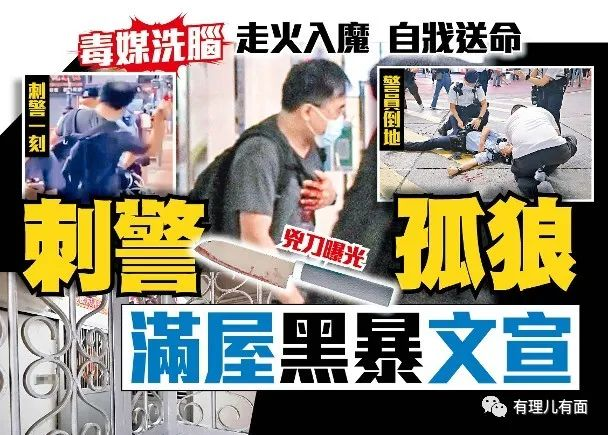 毒媒洗腦 走火入魔 自戕送命
刺警一刻
警員倒地
刺警 孤狼
兇刀曝光
滿屋黑暴文宣
有理儿有面